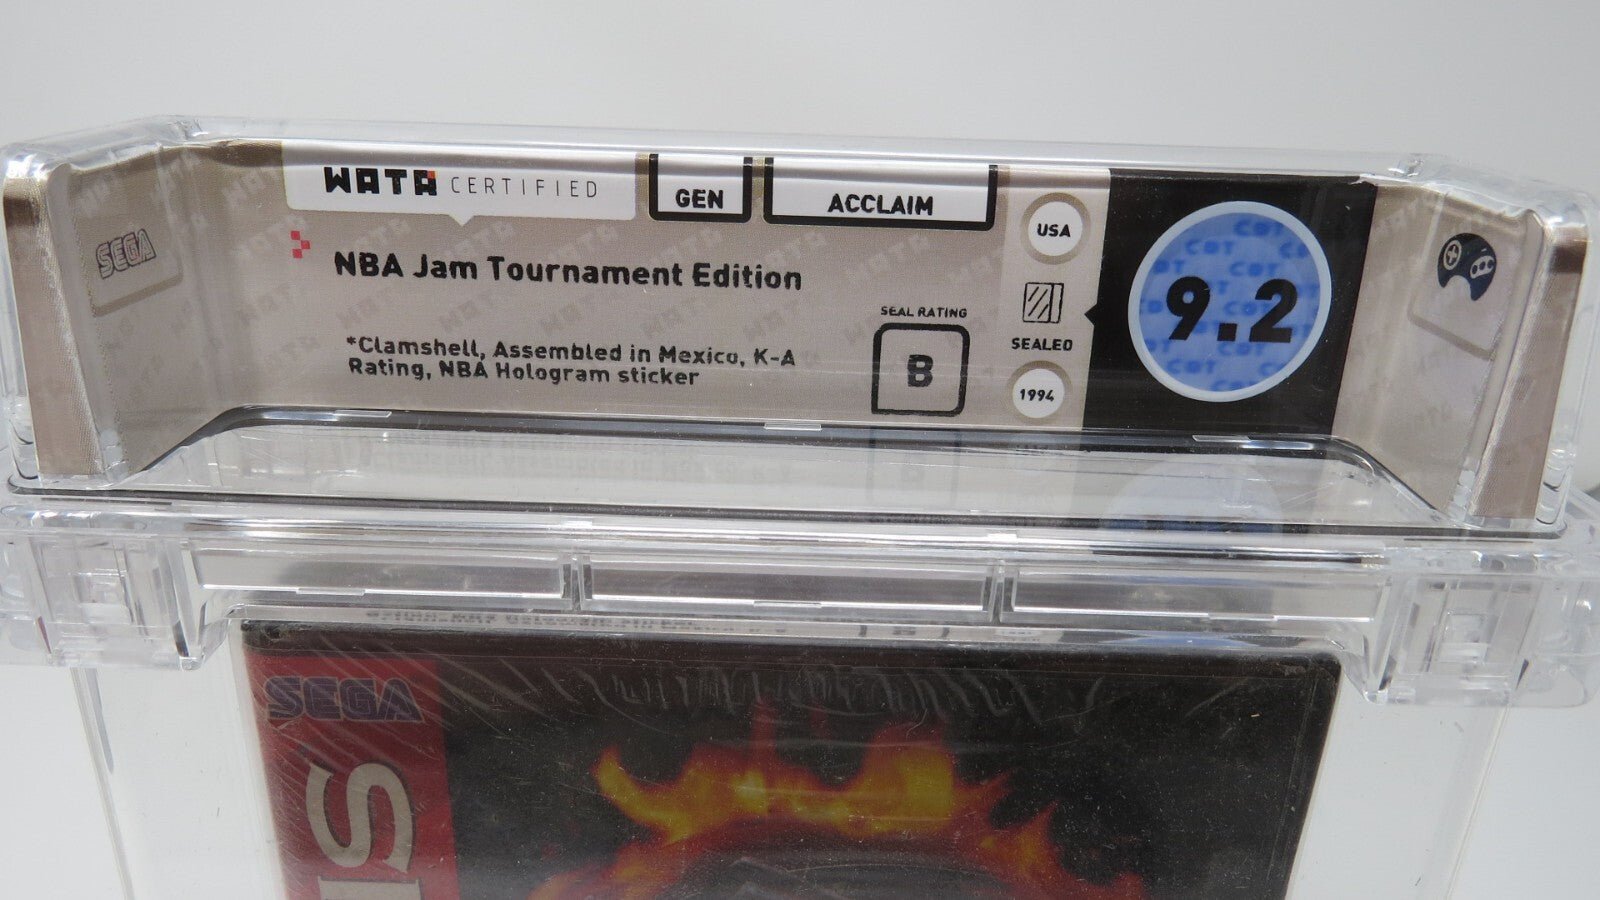 WATA CERTIFIED
GEN
ACCLAIM
SEGA
NBA Jam Tournament Edition
*Clamshell, Assembled in Mexico, K-A
Rating, NBA Hologram sticker
SEAL RATING
B
USA
SEALED
1994
9.2
SEGA
IS